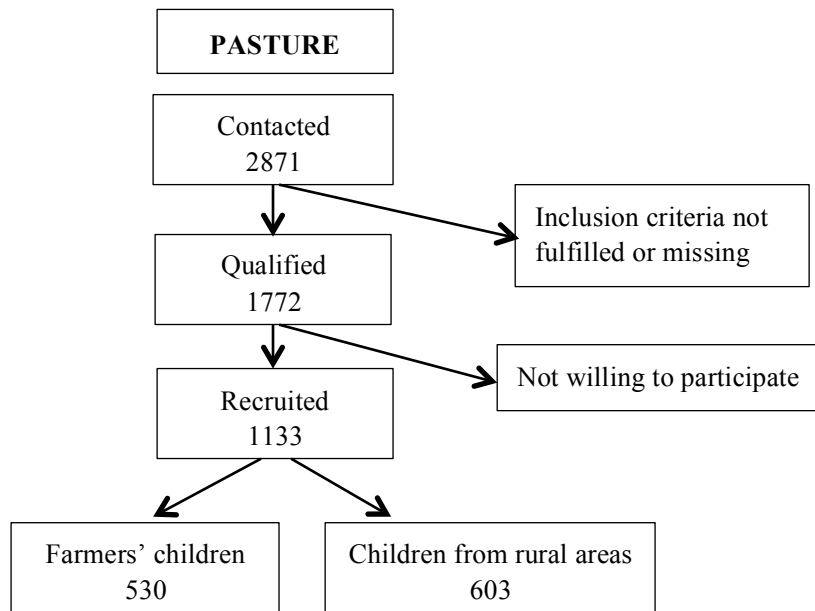 PASTURE
Contacted
2871
Inclusion criteria not
fulfilled or missing
Qualified
1772
Not willing to participate
Recruited
1133
Farmers’ children
530
Children from rural areas
603